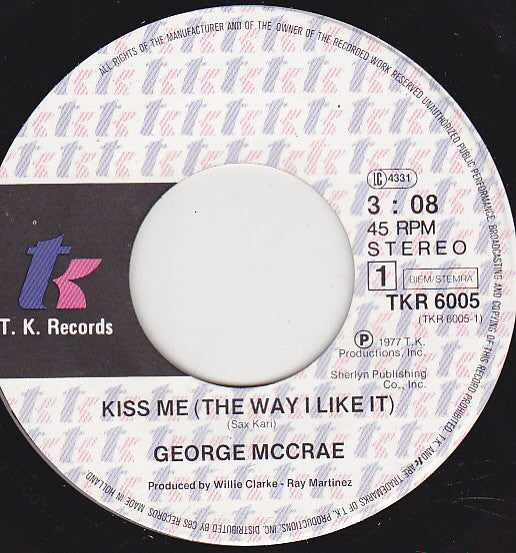 ALL RIGHTS OF THE MANUFACTURER AND OF THE OWNER OF THE RECORDED WORK RESERVED UNAUTHORIZED PUBLIC PERFORMANCE, BROADCASTING AND COPYING OF THIS RECORD PROHIBITED. T.K. AND tk ARE TRADEMARKS OF T.K. PRODUCTIONS, INC. DISTRIBUTED BY CBS RECORDS. MADE IN HOLLAND.
LC 4331
3 : 08
45 RPM
STEREO
1 BIEM/STEMRA
TKR 6005
(TKR 6005-1)
tk
T. K. Records
Ⓟ 1977 T.K.
Productions, Inc.
Sherlyn Publishing
Co., Inc.
KISS ME (THE WAY I LIKE IT)
(Sax Kari)
GEORGE MCCRAE
Produced by Willie Clarke - Ray Martinez